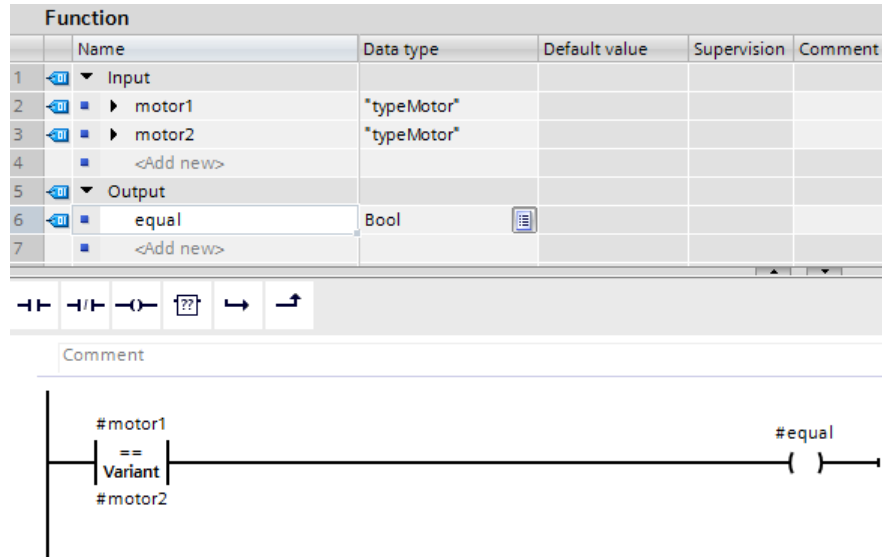 Function
Name Data type Default value Supervision Comment
1 Input
2 motor1 "typeMotor"
3 motor2 "typeMotor"
4 <Add new>
5 Output
6 equal Bool
7 <Add new>
??
Comment
#motor1
#equal
==
Variant
#motor2